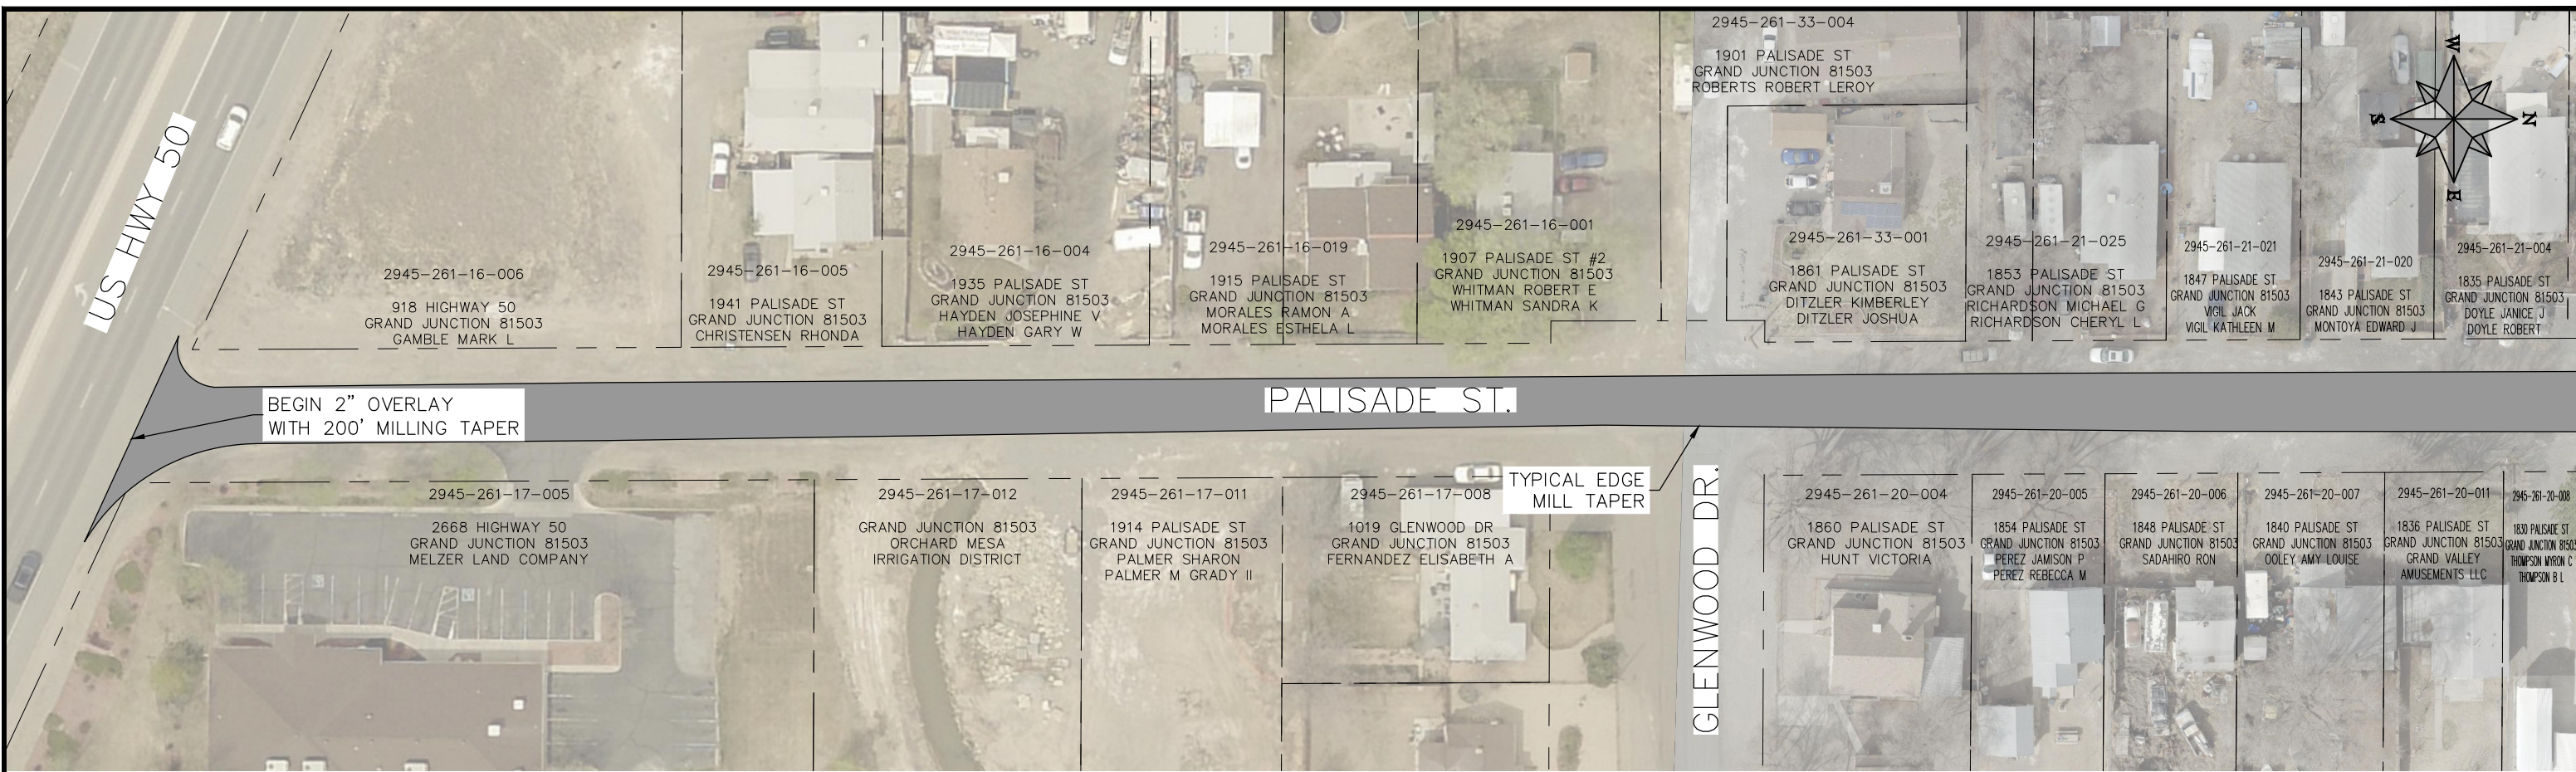 US HWY 50
2945-261-16-006
918 HIGHWAY 50
GRAND JUNCTION 81503
GAMBLE MARK L
2945-261-16-005
1941 PALISADE ST
GRAND JUNCTION 81503
CHRISTENSEN RHONDA
2945-261-16-004
1935 PALISADE ST
GRAND JUNCTION 81503
HAYDEN JOSEPHINE V
HAYDEN GARY W
2945-261-16-019
1915 PALISADE ST
GRAND JUNCTION 81503
MORALES RAMON A
MORALES ESTHELA L
2945-261-16-001
1907 PALISADE ST #2
GRAND JUNCTION 81503
WHITMAN ROBERT E
WHITMAN SANDRA K
2945-261-33-004
1901 PALISADE ST
GRAND JUNCTION 81503
ROBERTS ROBERT LEROY
2945-261-33-001
1861 PALISADE ST
GRAND JUNCTION 81503
DITZLER KIMBERLEY
DITZLER JOSHUA
2945-261-21-025
1853 PALISADE ST
GRAND JUNCTION 81503
RICHARDSON MICHAEL G
RICHARDSON CHERYL L
2945-261-21-021
1847 PALISADE ST
GRAND JUNCTION 81503
VIGIL JACK
VIGIL KATHLEEN M
2945-261-21-020
1843 PALISADE ST
GRAND JUNCTION 81503
MONTOYA EDWARD J
2945-261-21-004
1835 PALISADE ST
GRAND JUNCTION 81503
DOYLE JANICE J
DOYLE ROBERT
W
S
N
E
BEGIN 2” OVERLAY
WITH 200’ MILLING TAPER
PALISADE ST.
TYPICAL EDGE
MILL TAPER
GLENWOOD DR.
2945-261-17-005
2668 HIGHWAY 50
GRAND JUNCTION 81503
MELZER LAND COMPANY
2945-261-17-012
GRAND JUNCTION 81503
ORCHARD MESA
IRRIGATION DISTRICT
2945-261-17-011
1914 PALISADE ST
GRAND JUNCTION 81503
PALMER SHARON
PALMER M GRADY II
2945-261-17-008
1019 GLENWOOD DR
GRAND JUNCTION 81503
FERNANDEZ ELISABETH A
2945-261-20-004
1860 PALISADE ST
GRAND JUNCTION 81503
HUNT VICTORIA
2945-261-20-005
1854 PALISADE ST
GRAND JUNCTION 81503
PEREZ JAMISON P
PEREZ REBECCA M
2945-261-20-006
1848 PALISADE ST
GRAND JUNCTION 81503
SADAHIRO RON
2945-261-20-007
1840 PALISADE ST
GRAND JUNCTION 81503
OOLEY AMY LOUISE
2945-261-20-011
1836 PALISADE ST
GRAND JUNCTION 81503
GRAND VALLEY
AMUSEMENTS LLC
2945-261-20-008
1830 PALISADE ST
GRAND JUNCTION 81503
THOMPSON MYRON C
THOMPSON B L